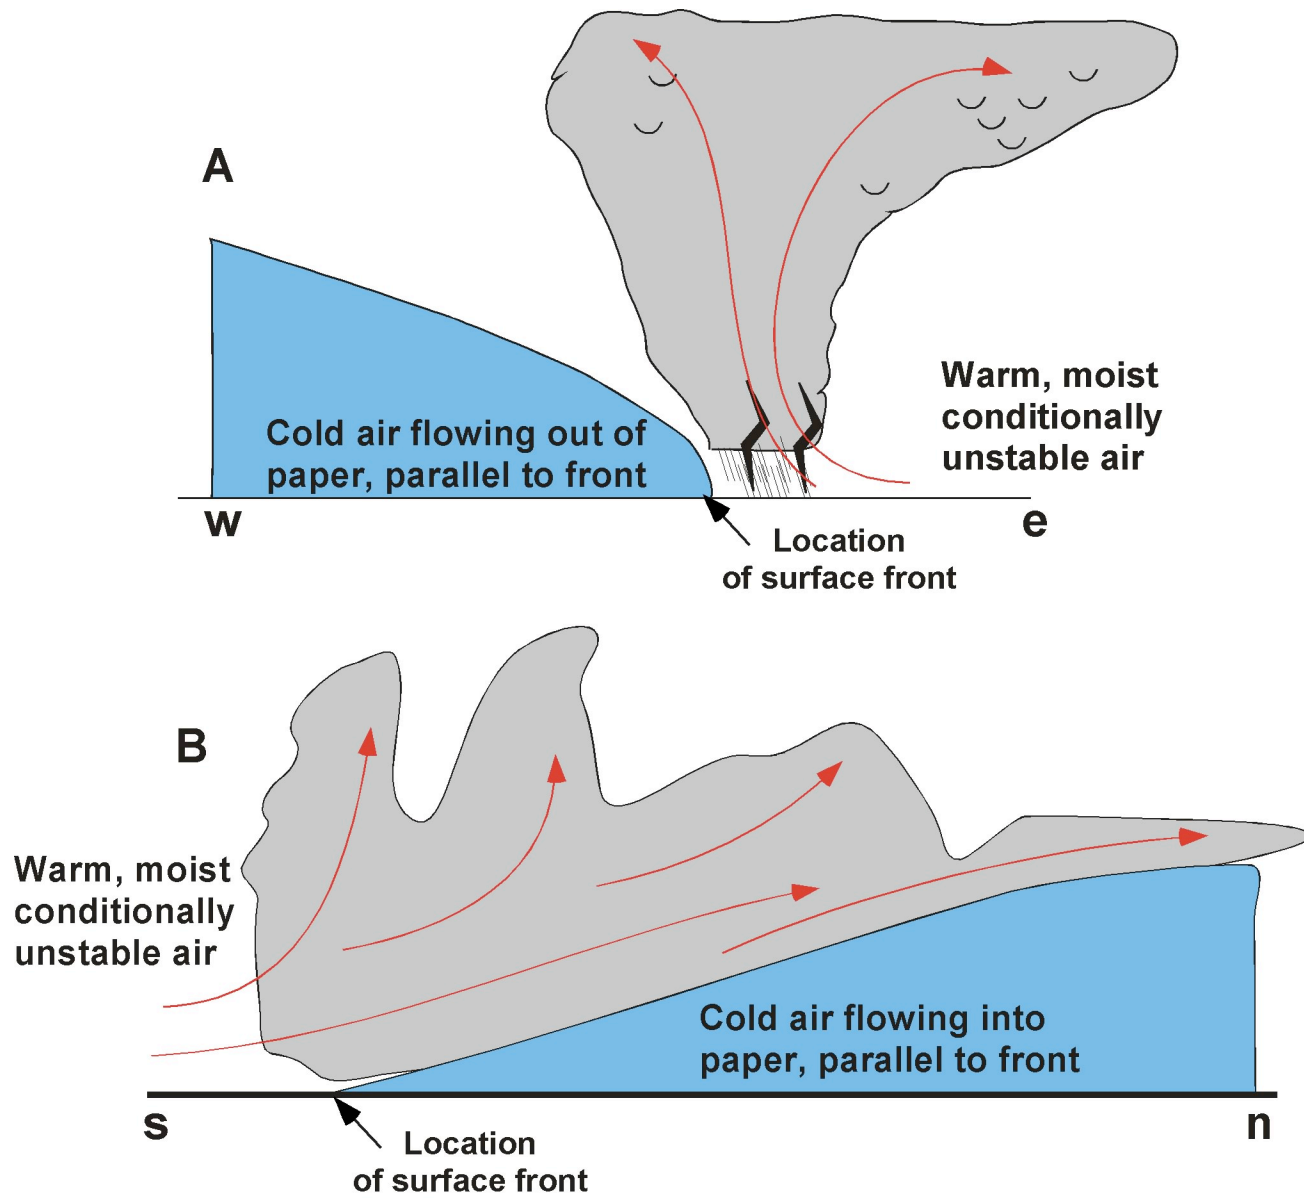 A
Cold air flowing out of
paper, parallel to front
Warm, moist
conditionally
unstable air
w
e
Location
of surface front
B
Warm, moist
conditionally
unstable air
Cold air flowing into
paper, parallel to front
s
n
Location
of surface front